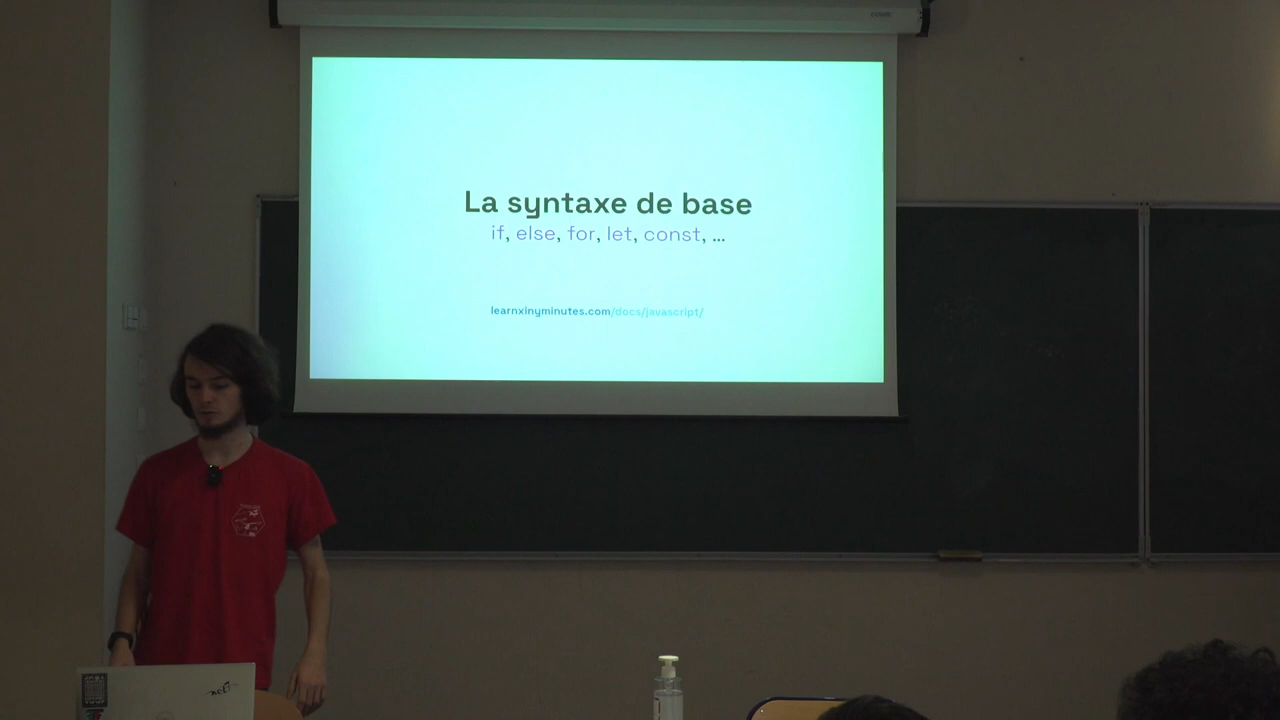 La syntaxe de base
if, else, for, let, const, ...
learnxinyminutes.com/docs/javascript/